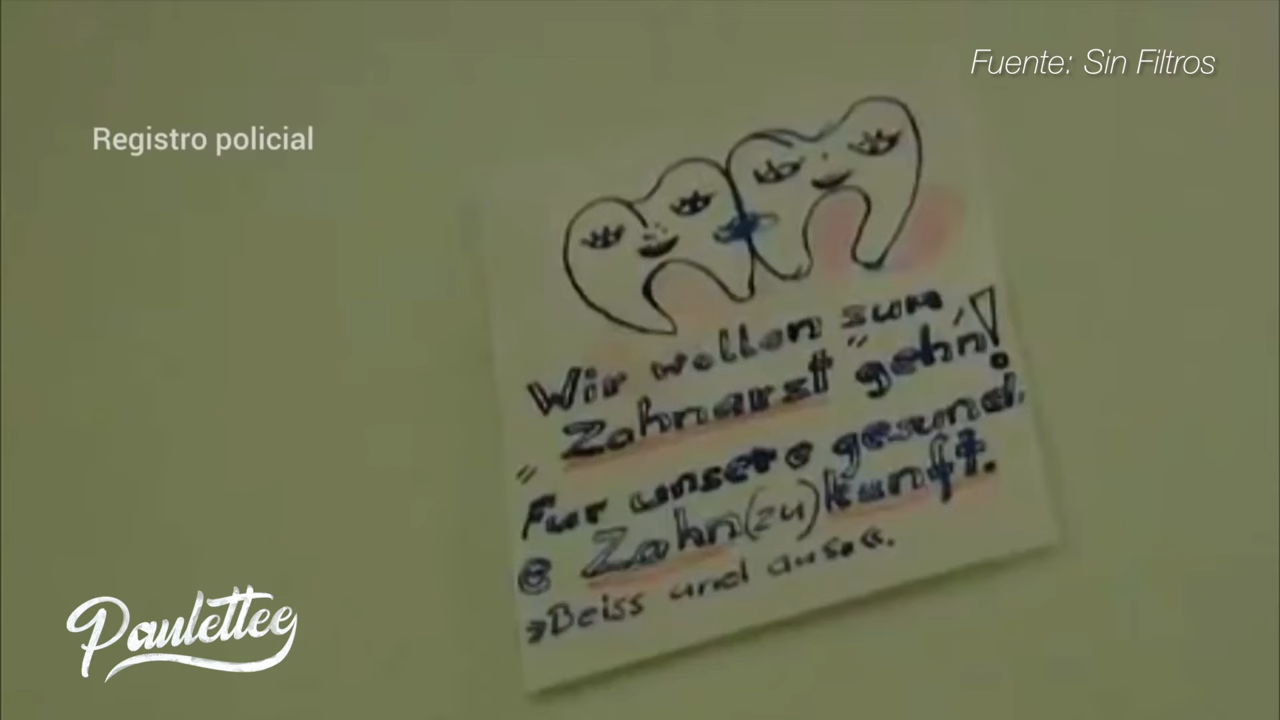 Fuente: Sin Filtros
Registro policial
Wir wollen zum
"Zahnarzt" gehn!
Für unsere gesund.
e Zahn(zu)kunft.
Beiss und
Paulettee